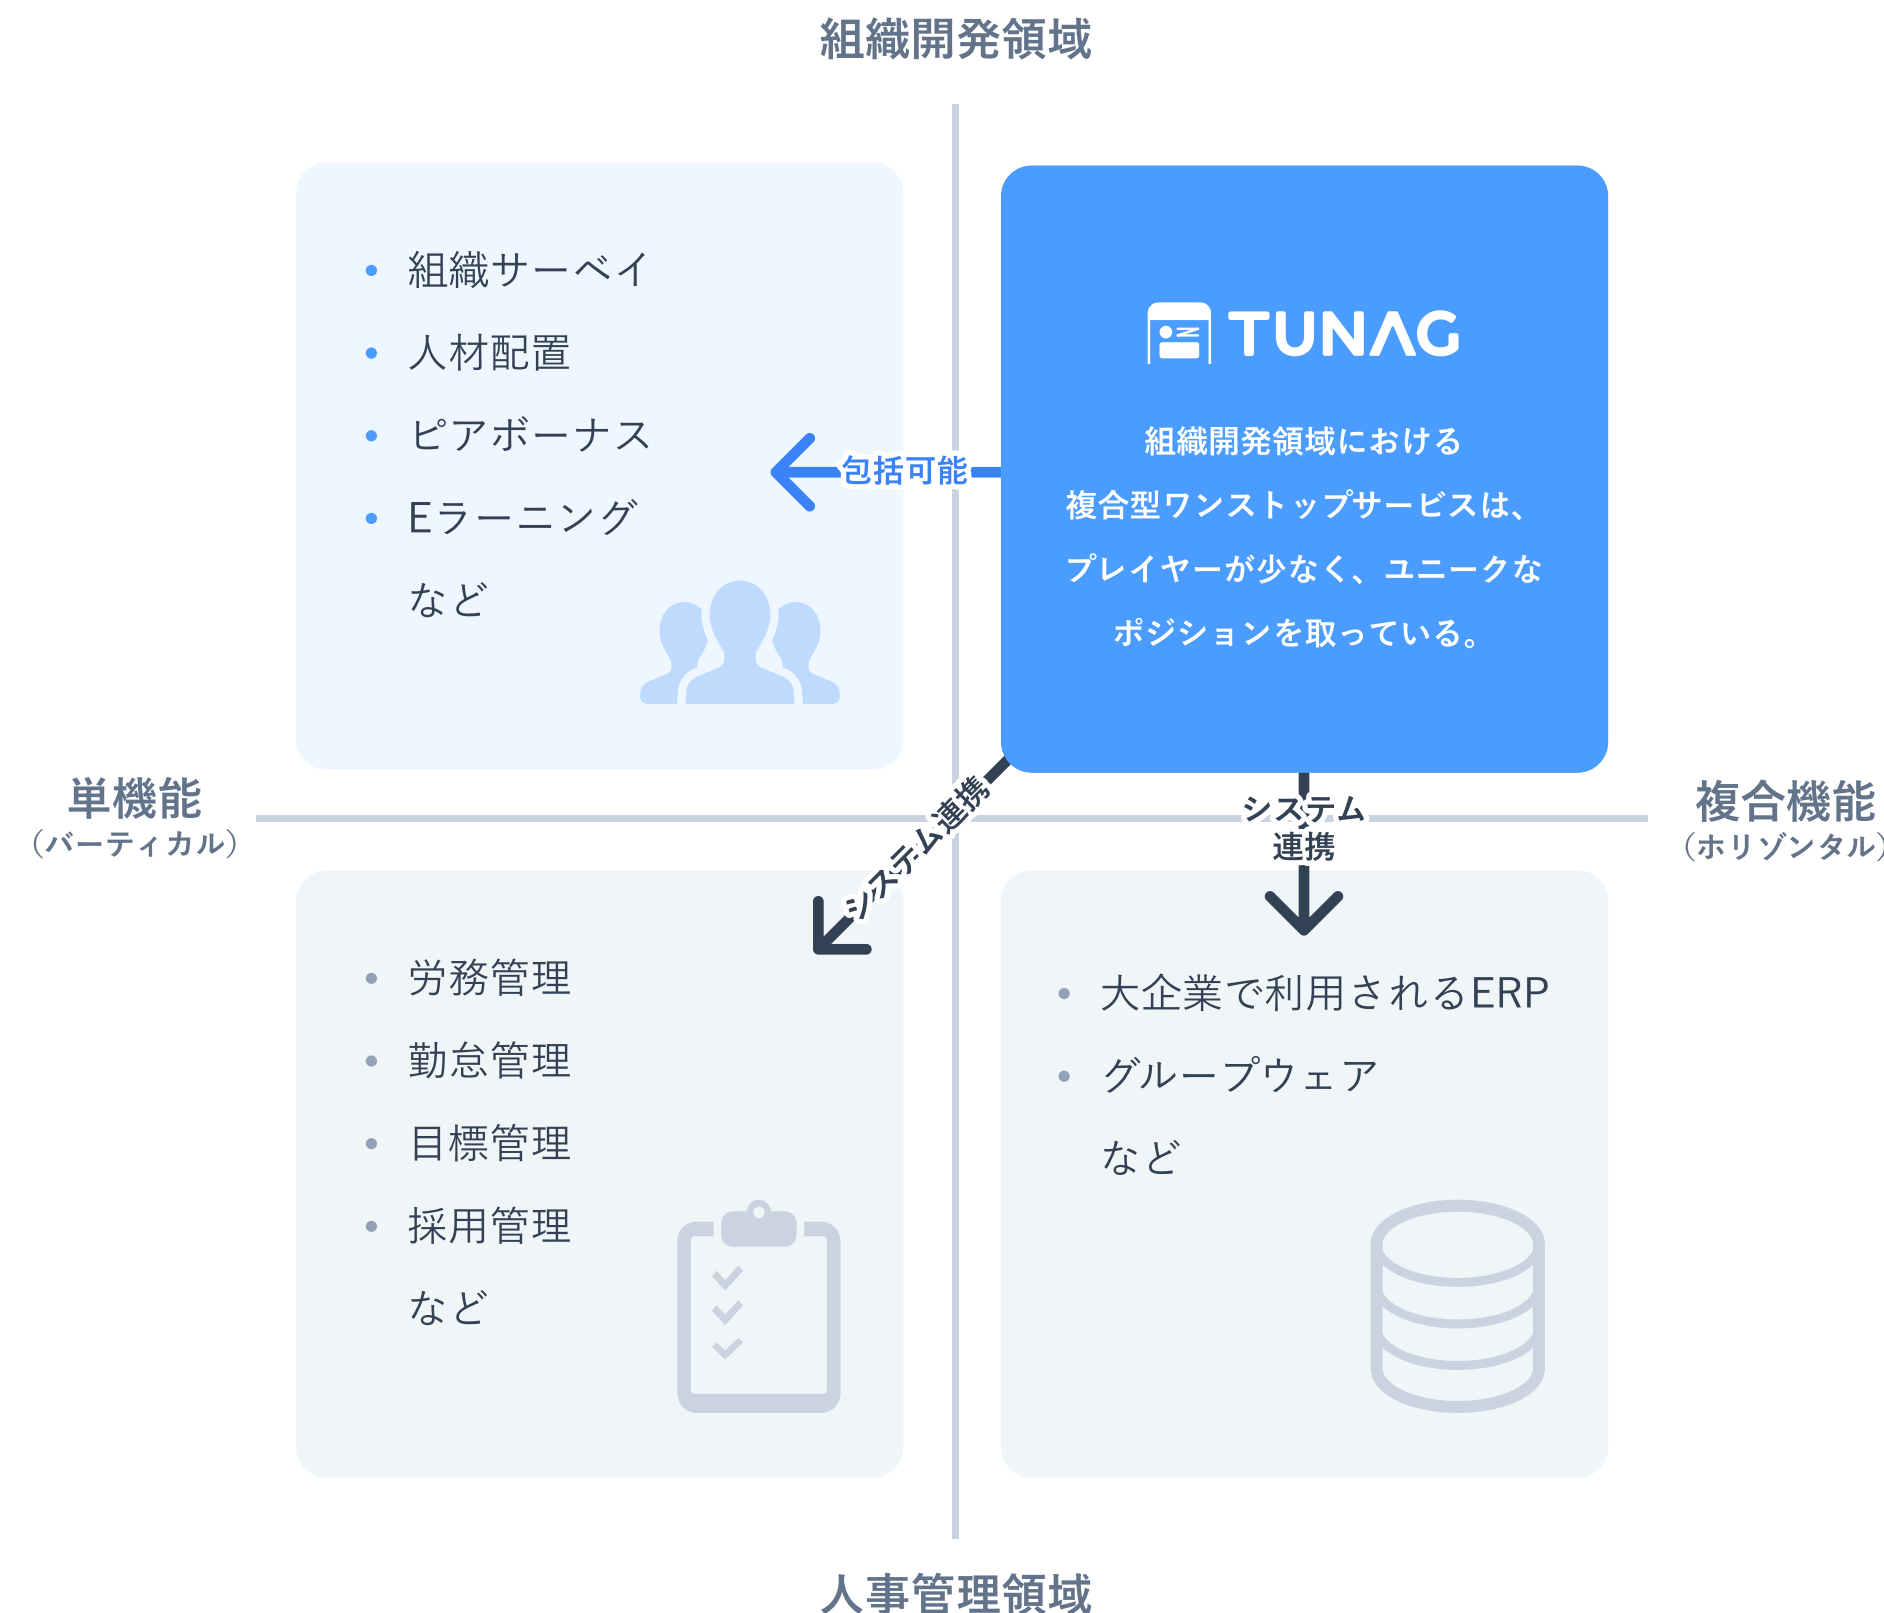 組織開発領域
• 組織サーベイ
• 人材配置
• ピアボーナス
• Eラーニング
など
TUNAG
組織開発領域における
複合型ワンストップサービスは、
プレイヤーが少なく、ユニークな
ポジションを取っている。
包括可能
単機能
（バーティカル）
複合機能
（ホリゾンタル）
システム連携
システム
連携
• 労務管理
• 勤怠管理
• 目標管理
• 採用管理
など
• 大企業で利用されるERP
• グループウェア
など
人事管理領域